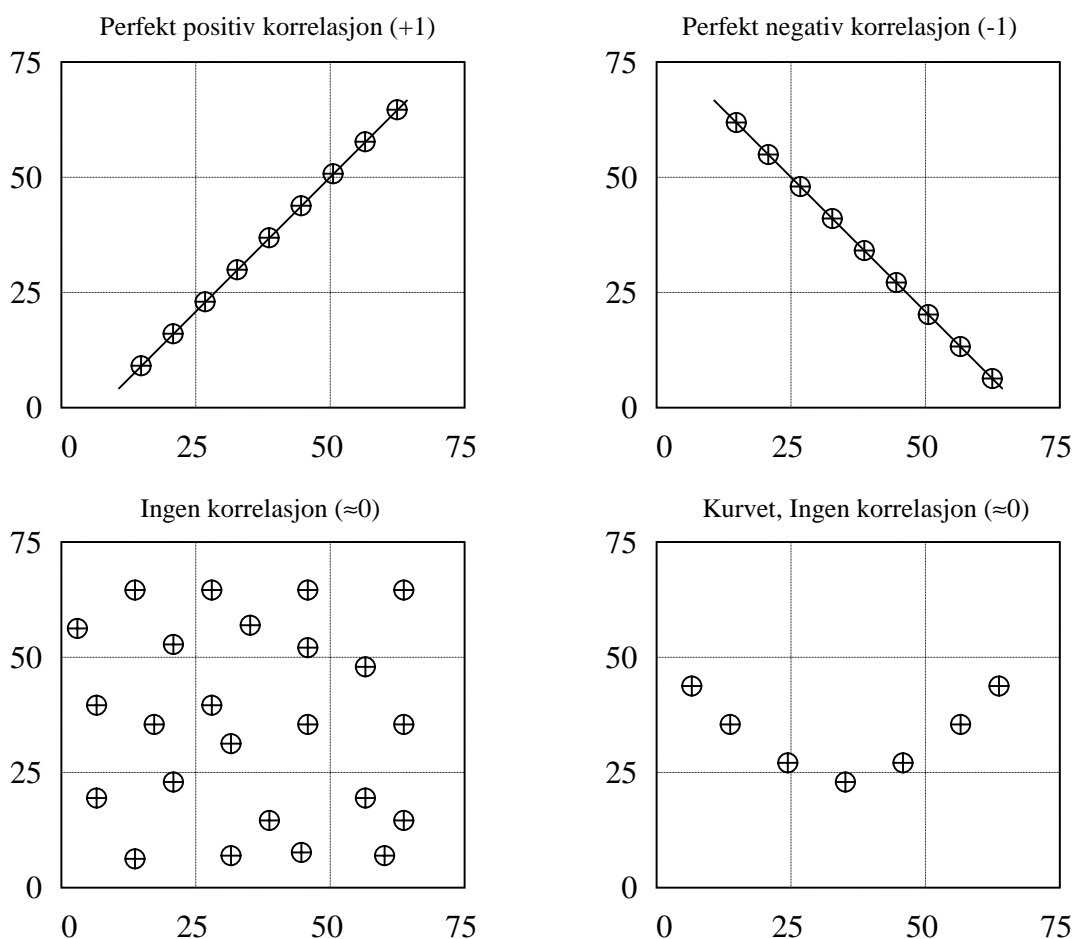 Perfekt positiv korrelasjon (+1)
75
50
25
0
0 25 50 75
Perfekt negativ korrelasjon (-1)
75
50
25
0
0 25 50 75
Ingen korrelasjon (≈0)
75
50
25
0
0 25 50 75
Kurvet, Ingen korrelasjon (≈0)
75
50
25
0
0 25 50 75